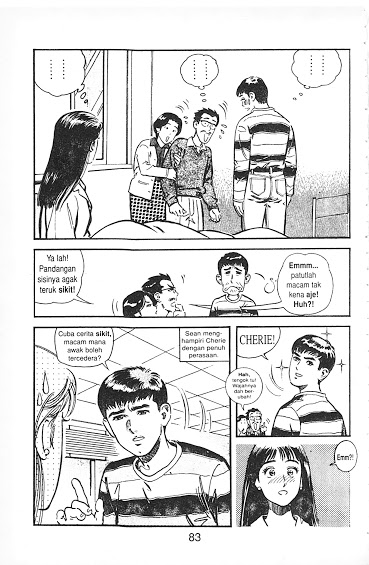 ...
...
...
Ya lah!
Pandangan
sisinya agak
teruk sikit!
Emmm...
patutlah
macam tak
kena aje!
Huh?!
Cuba cerita sikit,
macam mana
awak boleh
tercedera?
Sean meng-
hampiri Cherie
dengan penuh
perasaan.
CHERIE!
Hah,
tengok tu!
Wajahnya
dah ber-
ubah!
Emm?!
83